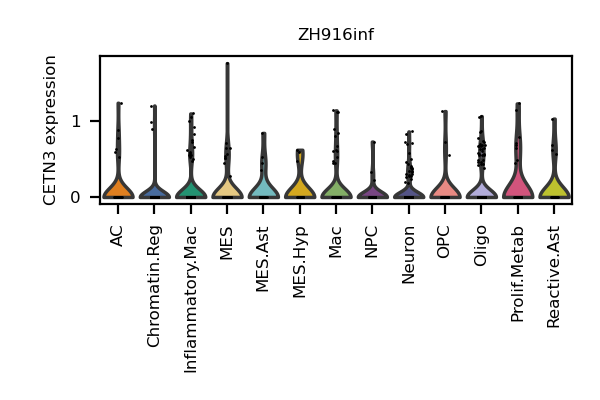 ZH916inf
CETN3 expression
1
0
AC
Chromatin.Reg
Inflammatory.Mac
MES
MES.Ast
MES.Hyp
Mac
NPC
Neuron
OPC
Oligo
Prolif.Metab
Reactive.Ast